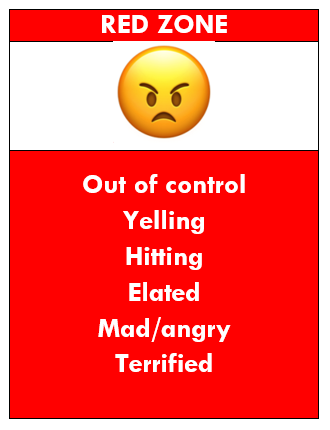 RED ZONE
Out of control
Yelling
Hitting
Elated
Mad/angry
Terrified